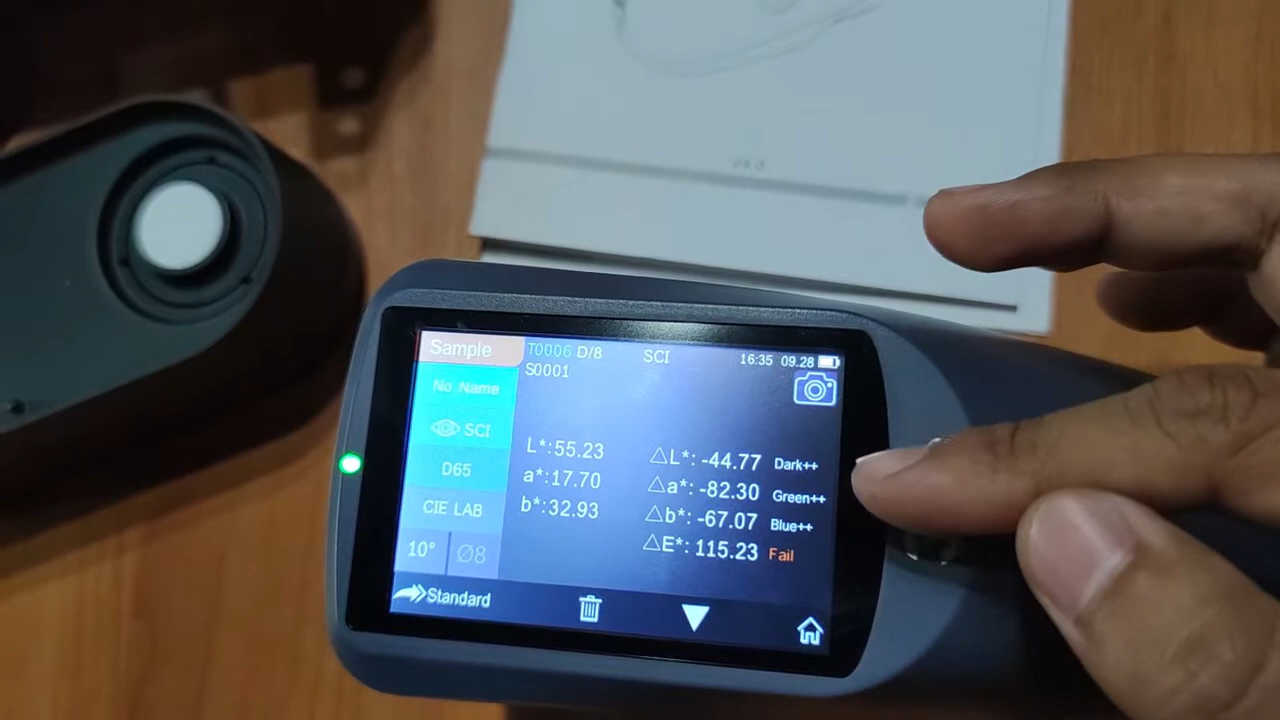 Sample
T0006 D/8 SCI 16:35 09.28
S0001
No Name
SCI
D65
CIE LAB
10° Ø8
L*:55.23
a*:17.70
b*:32.93
△L*: -44.77 Dark++
△a*: -82.30 Green++
△b*: -67.07 Blue++
△E*: 115.23 Fail
Standard